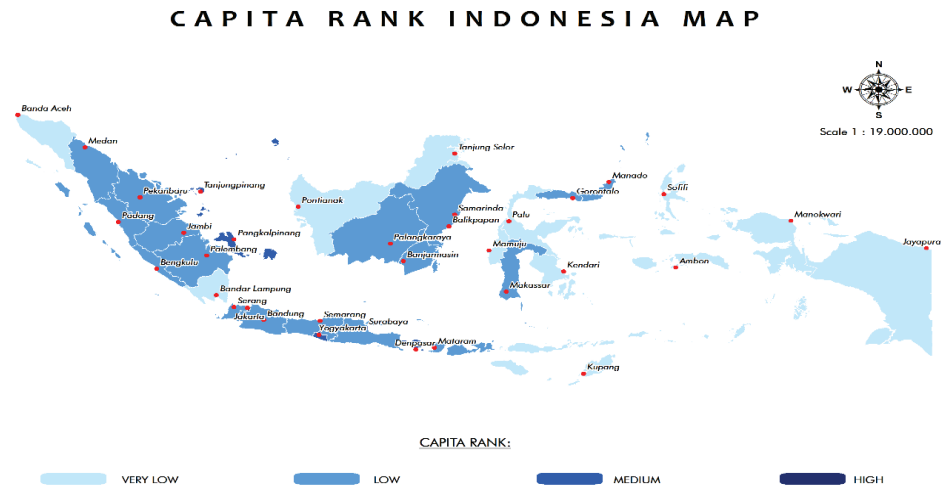 CAPITA RANK INDONESIA MAP
N
W E
S
Scale 1 : 19.000.000
Banda Aceh
Medan
Tanjung Selor
Manado
Pekanbaru
Tanjungpinang
Gorontalo
Sofifi
Pontianak
Samarinda
Padang
Palu
Manokwari
Jambi
Balikpapan
Pangkalpinang
Palangkaraya
Mamuju
Jayapura
Palembang
Banjarmasin
Bengkulu
Kendari
Ambon
Bandar Lampung
Makassar
Serang
Jakarta
Bandung
Semarang
Surabaya
Yogyakarta
Denpasar
Mataram
Kupang
CAPITA RANK:
VERY LOW
LOW
MEDIUM
HIGH